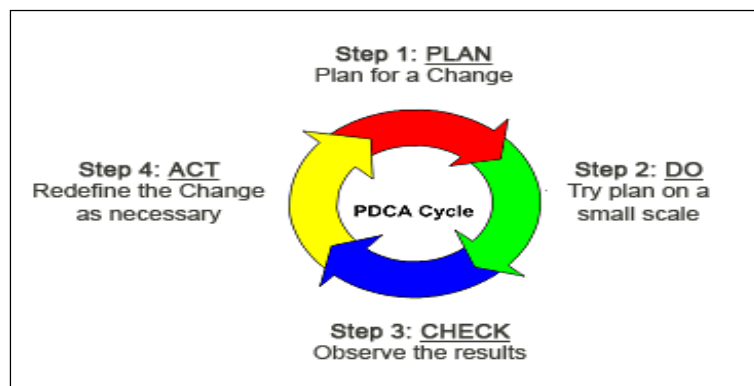 Step 1: PLAN
Plan for a Change
Step 4: ACT
Redefine the Change
as necessary
PDCA Cycle
Step 2: DO
Try plan on a
small scale
Step 3: CHECK
Observe the results